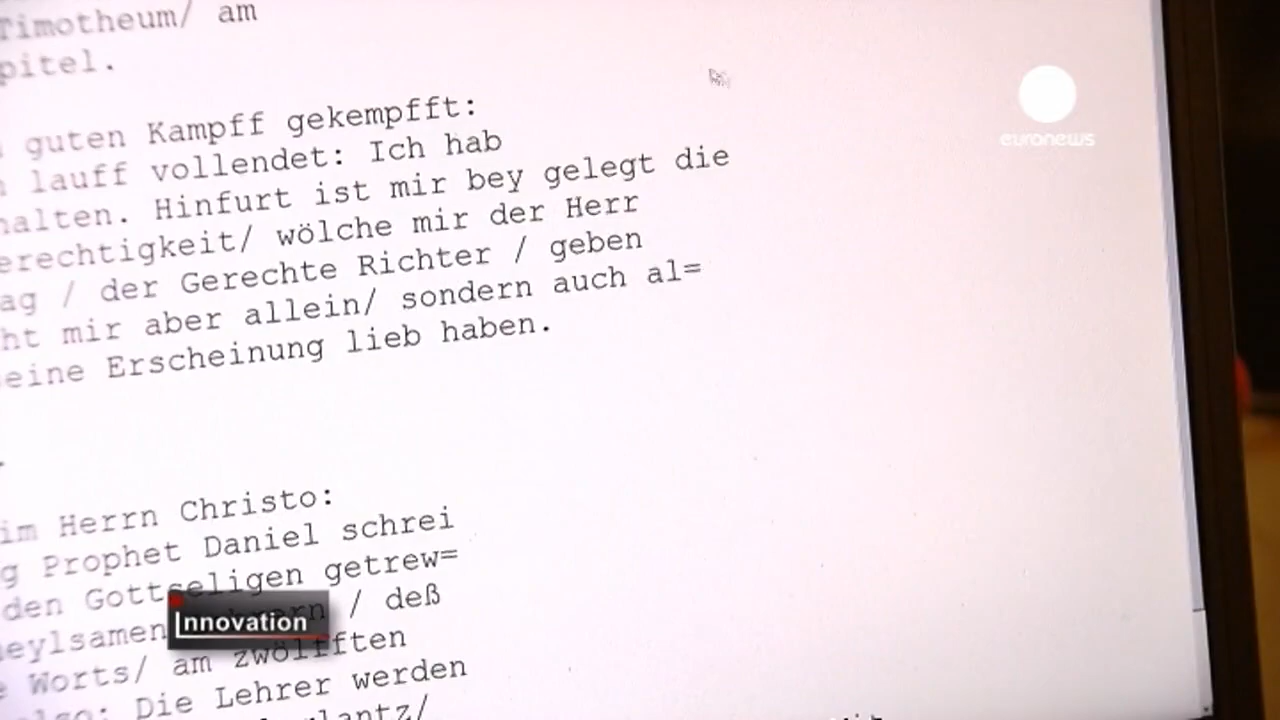 Timotheum/ am
pitel.
guten Kampff gekempfft:
lauff vollendet: Ich hab
halten. Hinfurt ist mir bey gelegt die
erechtigkeit/ wölche mir der Herr
ag / der Gerechte Richter / geben
ht mir aber allein/ sondern auch al=
eine Erscheinung lieb haben.
im Herrn Christo:
g Prophet Daniel schrei
den Gottseligen getrew=
eylsamen / deß
Worts/ am zwölfften
also: Die Lehrer werden
euronews
Innovation